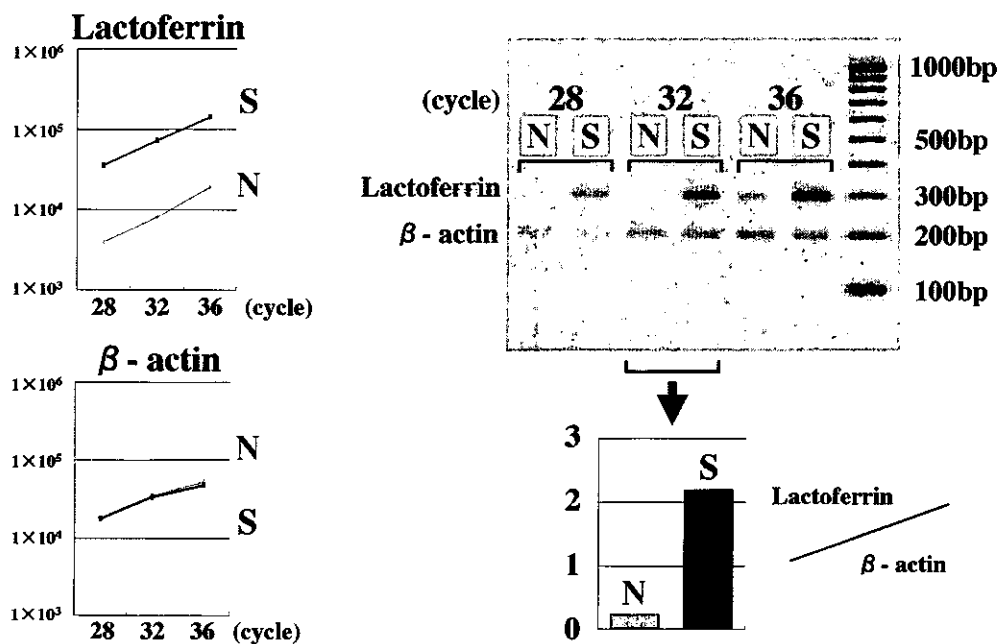 Lactoferrin
1×10⁶
1×10⁵
1×10⁴
1×10³
S
N
28 32 36 (cycle)
β - actin
1×10⁶
1×10⁵
1×10⁴
1×10³
N
S
28 32 36 (cycle)
(cycle) 28 32 36
N S N S N S
Lactoferrin
β - actin
1000bp
500bp
300bp
200bp
100bp
3
2
1
0
N
S
Lactoferrin
β - actin